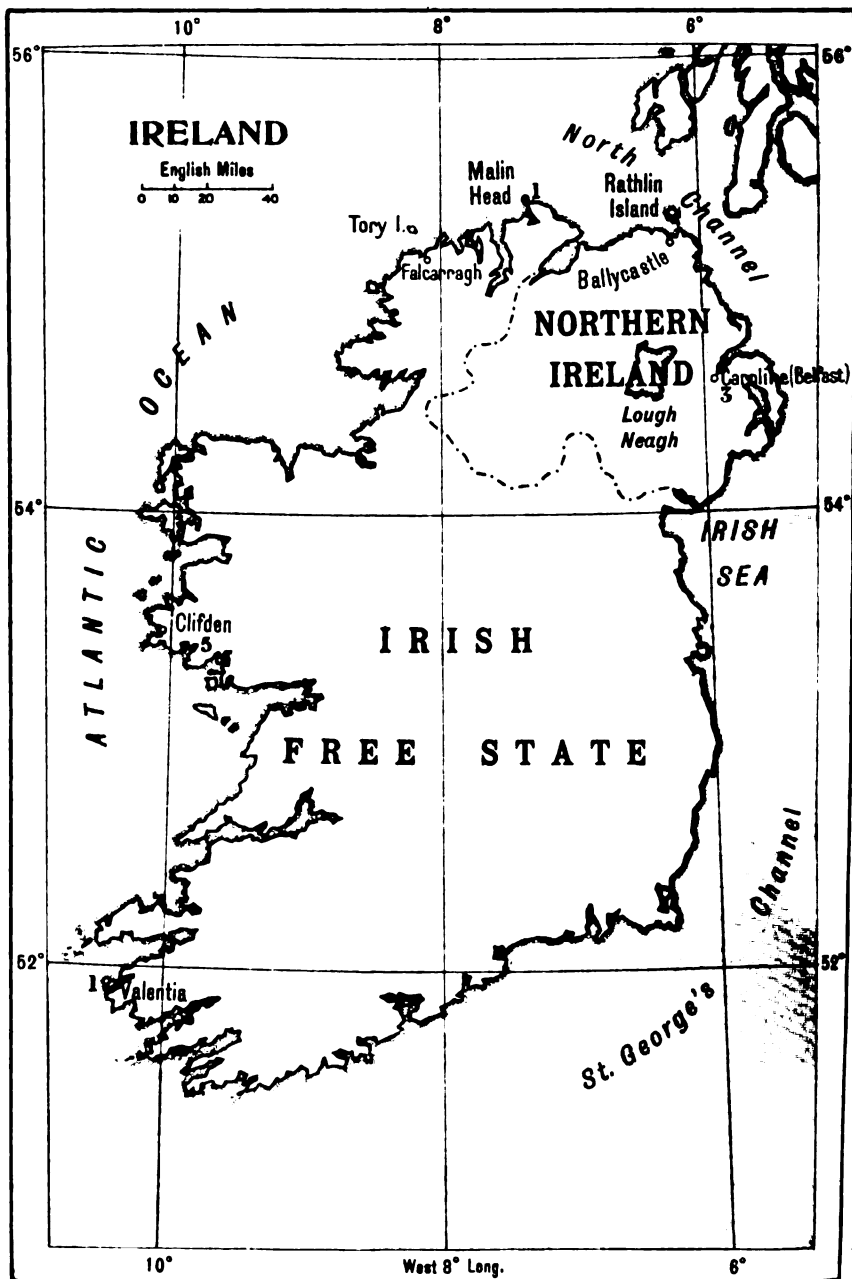 10° 8° 6°
56° 56°
IRELAND
English Miles
0 10 20 40
North Channel
Malin
Head 1
Rathlin
Island
Tory I.
Falcarragh
Ballycastle
NORTHERN
IRELAND
Caroline (Belfast)
3
Lough
Neagh
ATLANTIC OCEAN
54° 54°
IRISH
SEA
Clifden
5
IRISH
FREE STATE
St. George's Channel
52° 52°
Valentia
10° West 8° Long. 6°